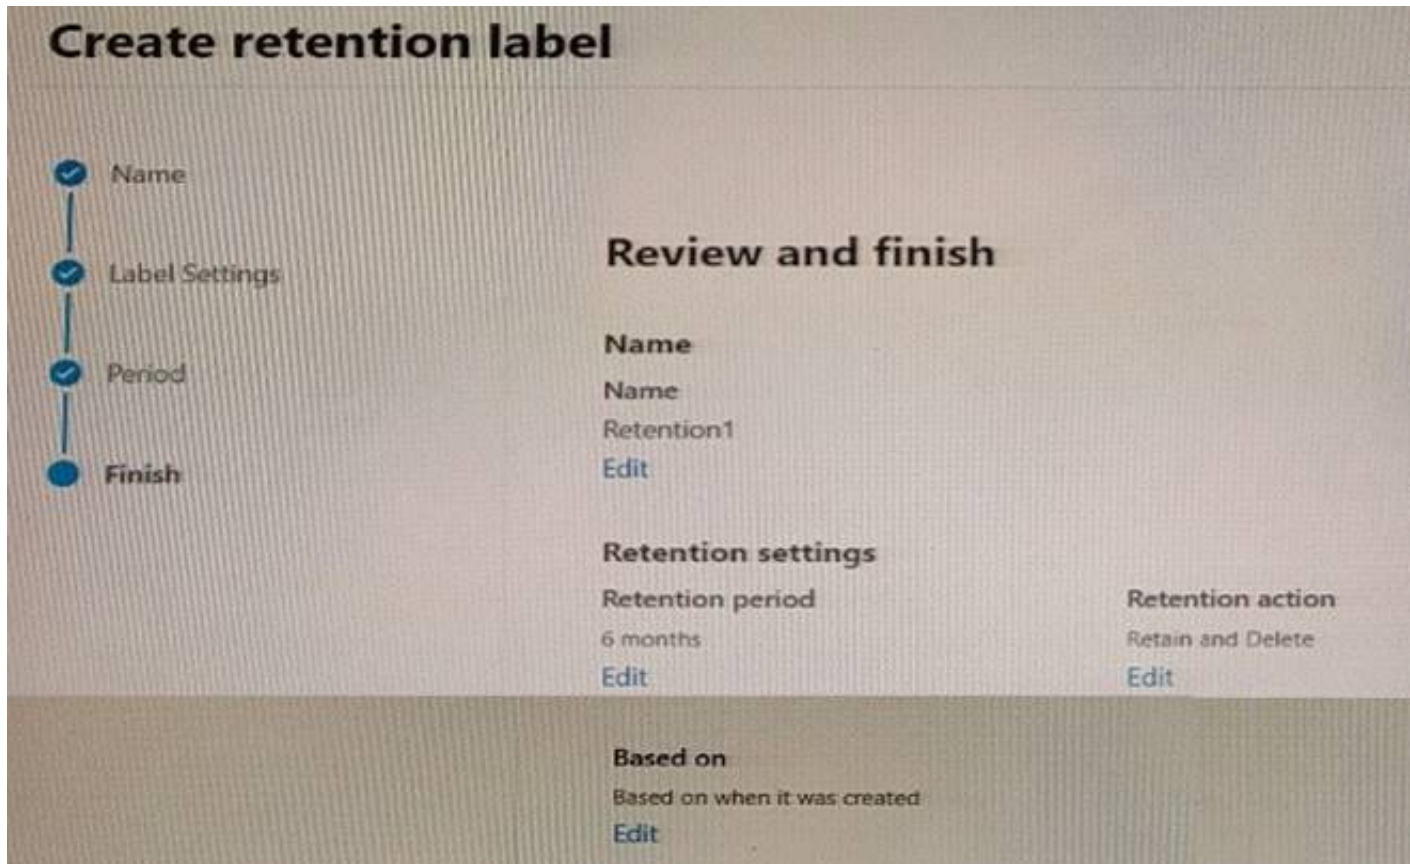 Create retention label
Name
Label Settings
Period
Finish
Review and finish
Name
Name
Retention1
Edit
Retention settings
Retention period
Retention action
6 months
Retain and Delete
Edit
Edit
Based on
Based on when it was created
Edit